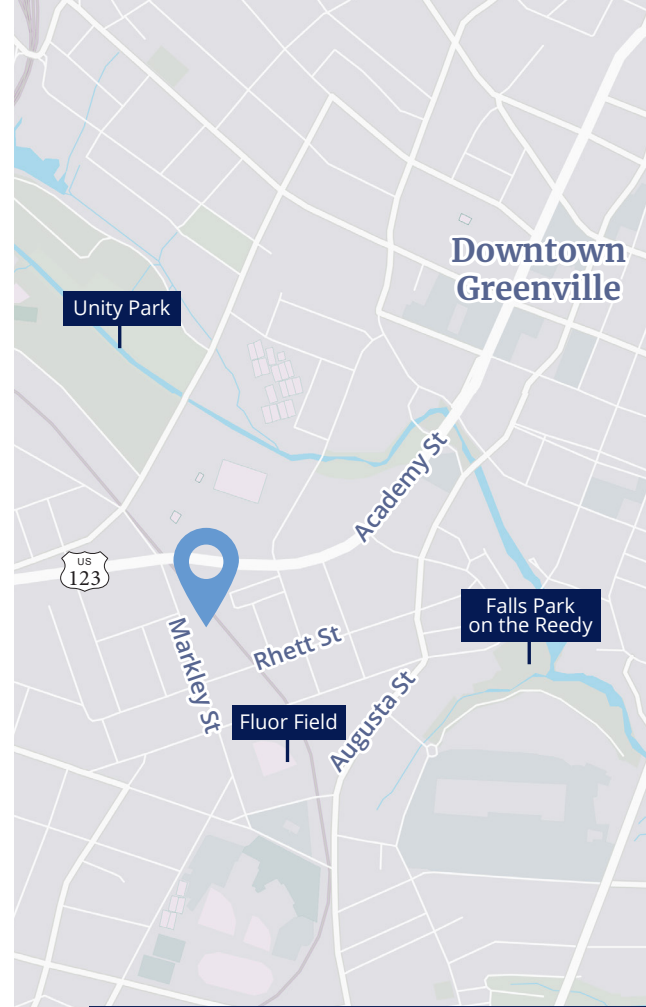 Downtown
Greenville
Unity Park
Academy St
US
123
Falls Park
on the Reedy
Markley St
Rhett St
Augusta St
Fluor Field